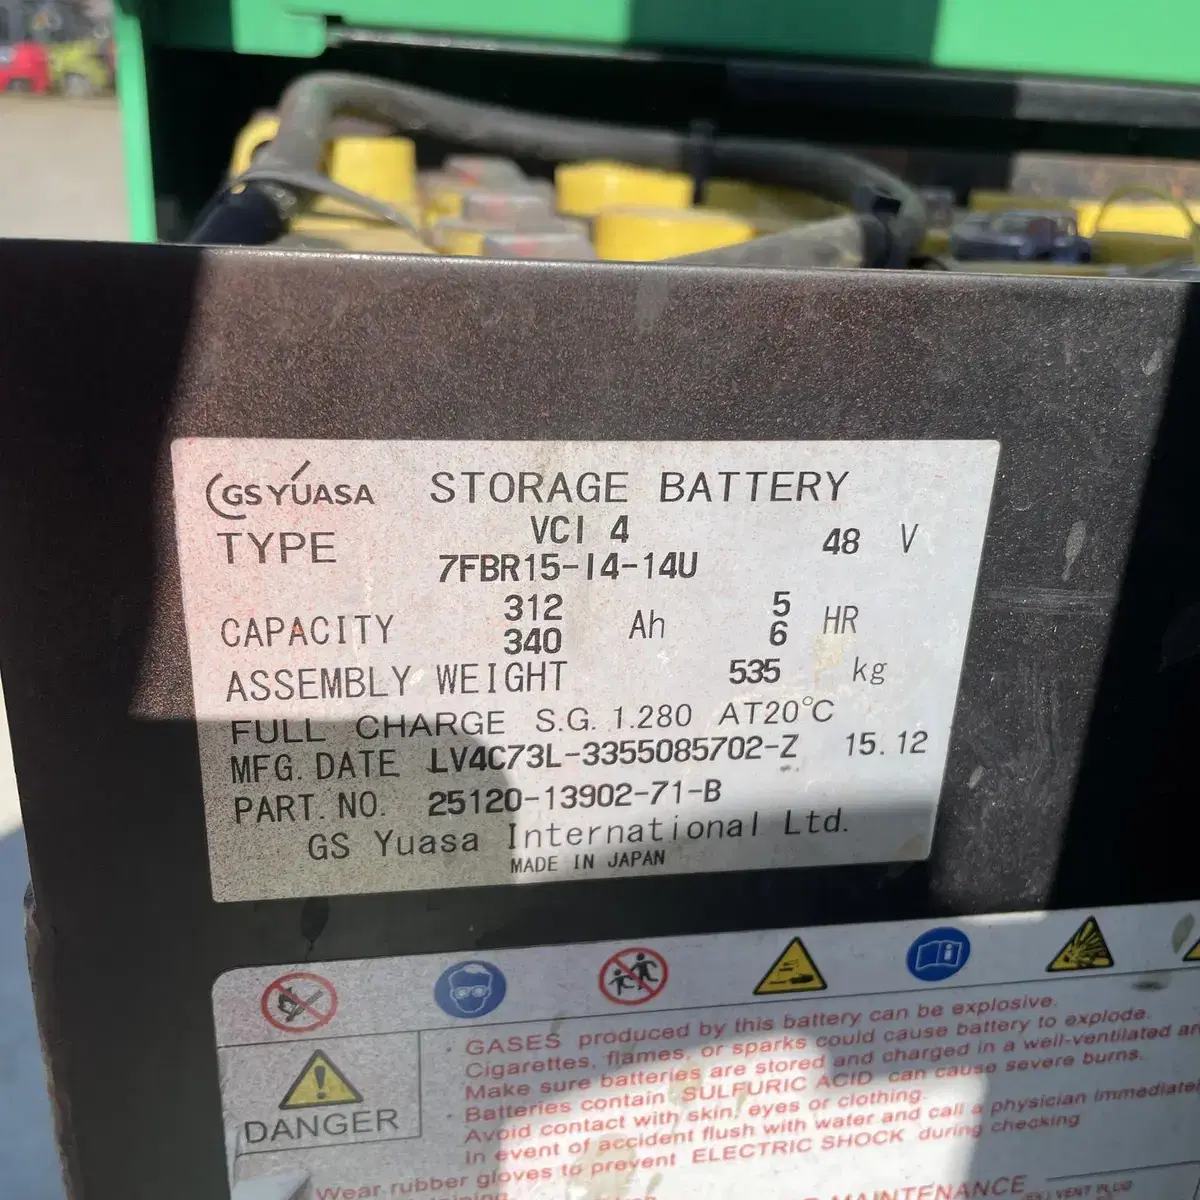 GS YUASA STORAGE BATTERY
TYPE VCI 4 48 V
7FBR15-I4-14U
CAPACITY 312 Ah 5 HR
340 6
ASSEMBLY WEIGHT 535 kg
FULL CHARGE S.G. 1.280 AT20°C
MFG. DATE LV4C73L-3355085702-Z 15.12
PART. NO. 25120-13902-71-B
GS Yuasa International Ltd.
MADE IN JAPAN
DANGER
· GASES produced by this battery can be explosive.
Cigarettes, flames, or sparks could cause battery to explode.
Make sure batteries are stored and charged in a well-ventilated
· Batteries contain SULFURIC ACID can cause severe burns.
Avoid contact with skin, eyes or clothing.
In event of accident flush with water and call a physician
Wear rubber gloves to prevent ELECTRIC SHOCK during checking
MAINTENANCE
VENT PLUG